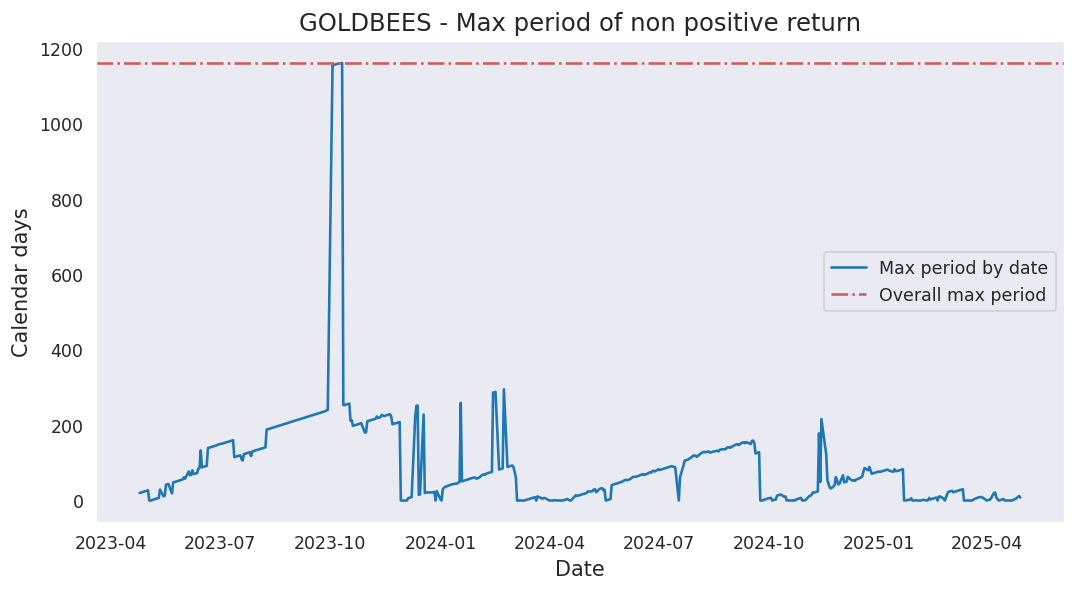 GOLDBEES - Max period of non positive return
Calendar days
1200
1000
800
600
400
200
0
Max period by date
Overall max period
2023-04 2023-07 2023-10 2024-01 2024-04 2024-07 2024-10 2025-01 2025-04
Date